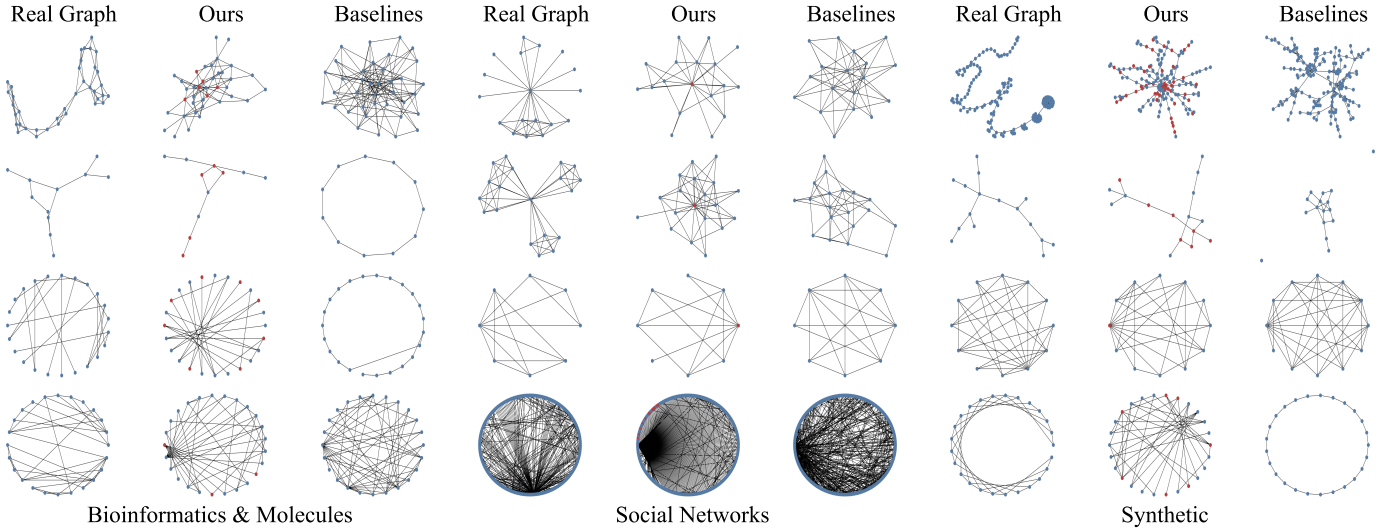 Real Graph Ours Baselines Real Graph Ours Baselines Real Graph Ours Baselines
Bioinformatics & Molecules Social Networks Synthetic